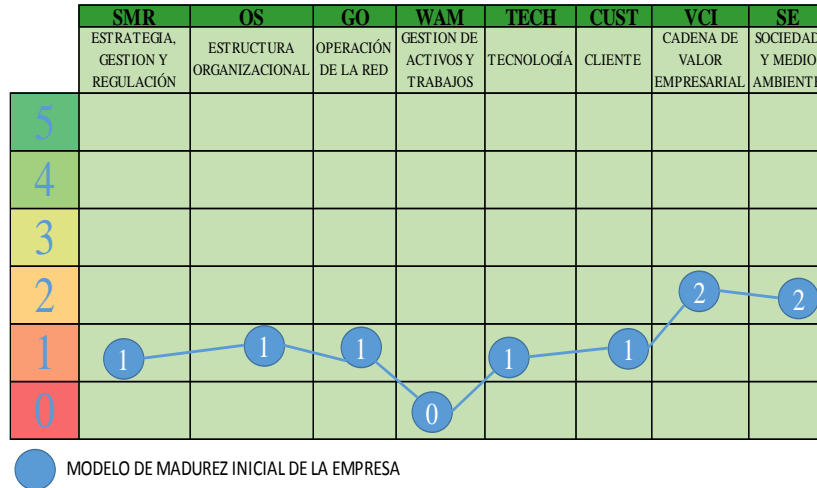 SMR OS GO WAM TECH CUST VCI SE
ESTRATEGIA, GESTION Y REGULACIÓN
ESTRUCTURA ORGANIZACIONAL
OPERACIÓN DE LA RED
GESTION DE ACTIVOS Y TRABAJOS
TECNOLOGÍA
CLIENTE
CADENA DE VALOR EMPRESARIAL
SOCIEDAD Y MEDIO AMBIENTE
5
4
3
2 2 2
1 1 1 1 1 1
0 0
MODELO DE MADUREZ INICIAL DE LA EMPRESA